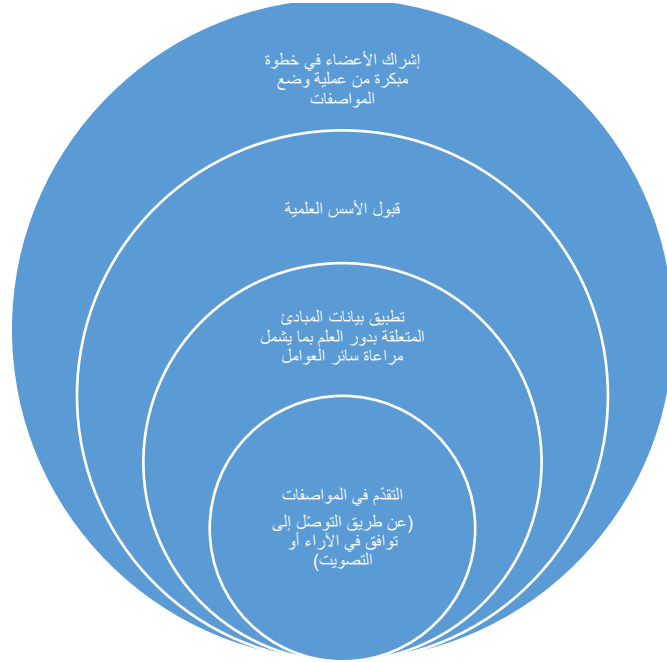 إشراك الأعضاء في خطوة
مبكرة من عملية وضع
المواصفات
قبول الأسس العلمية
تطبيق بيانات المبادئ
المتعلقة بدور العلم بما يشمل
مراعاة سائر العوامل
التقدّم في المواصفات
(عن طريق التوصّل إلى
توافق في الآراء أو
التصويت)